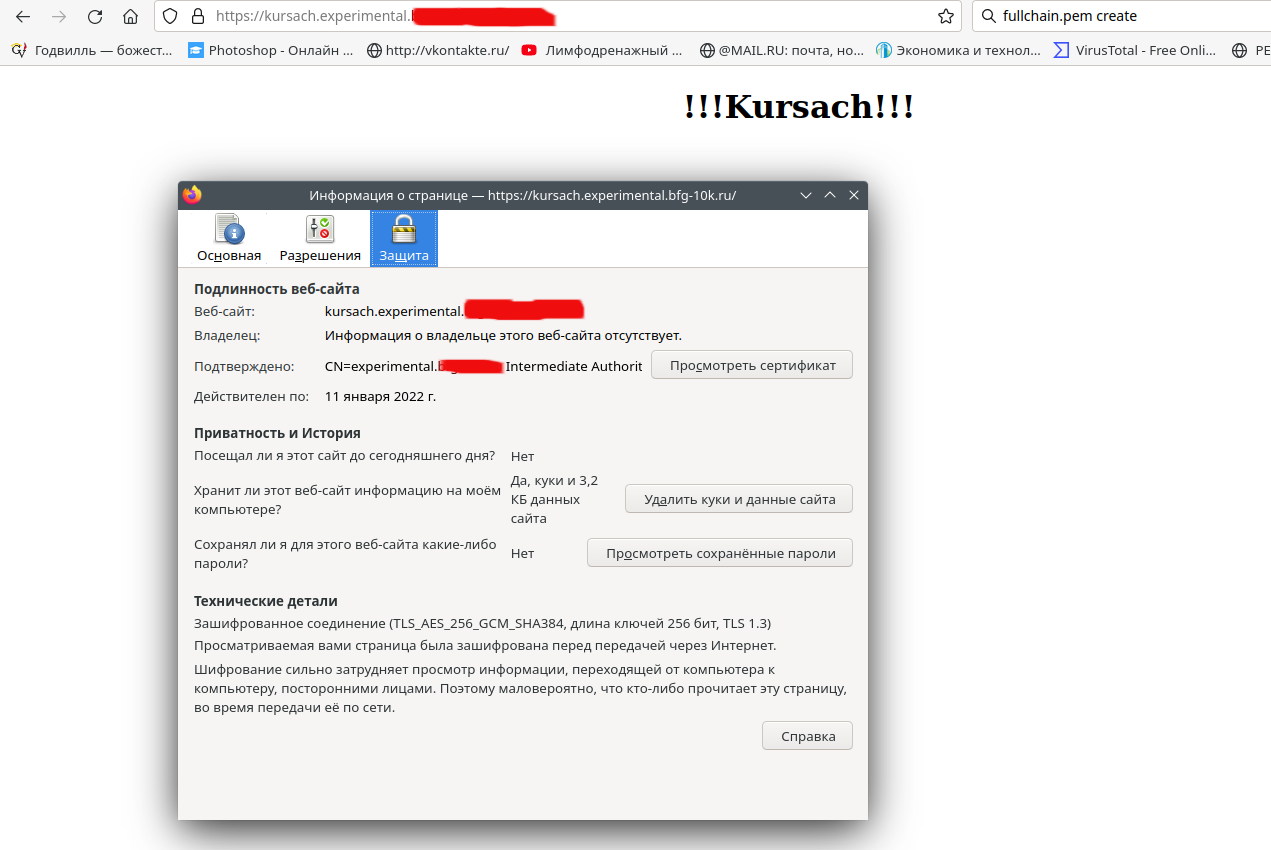 https://kursach.experimental.
fullchain.pem create
Годвилль — божест...
Photoshop - Онлайн ...
http://vkontakte.ru/
Лимфодренажный ...
@MAIL.RU: почта, но...
Экономика и технол...
VirusTotal - Free Onli...
PE
!!!Kursach!!!
Информация о странице — https://kursach.experimental.bfg-10k.ru/
Основная
Разрешения
Защита
Подлинность веб-сайта
Веб-сайт: kursach.experimental.
Владелец: Информация о владельце этого веб-сайта отсутствует.
Подтверждено: CN=experimental. Intermediate Authorit
Просмотреть сертификат
Действителен по: 11 января 2022 г.
Приватность и История
Посещал ли я этот сайт до сегодняшнего дня? Нет
Хранит ли этот веб-сайт информацию на моём
компьютере?
Да, куки и 3,2
КБ данных
сайта
Удалить куки и данные сайта
Сохранял ли я для этого веб-сайта какие-либо
пароли?
Нет
Просмотреть сохранённые пароли
Технические детали
Зашифрованное соединение (TLS_AES_256_GCM_SHA384, длина ключей 256 бит, TLS 1.3)
Просматриваемая вами страница была зашифрована перед передачей через Интернет.
Шифрование сильно затрудняет просмотр информации, переходящей от компьютера к
компьютеру, посторонними лицами. Поэтому маловероятно, что кто-либо прочитает эту страницу,
во время передачи её по сети.
Справка